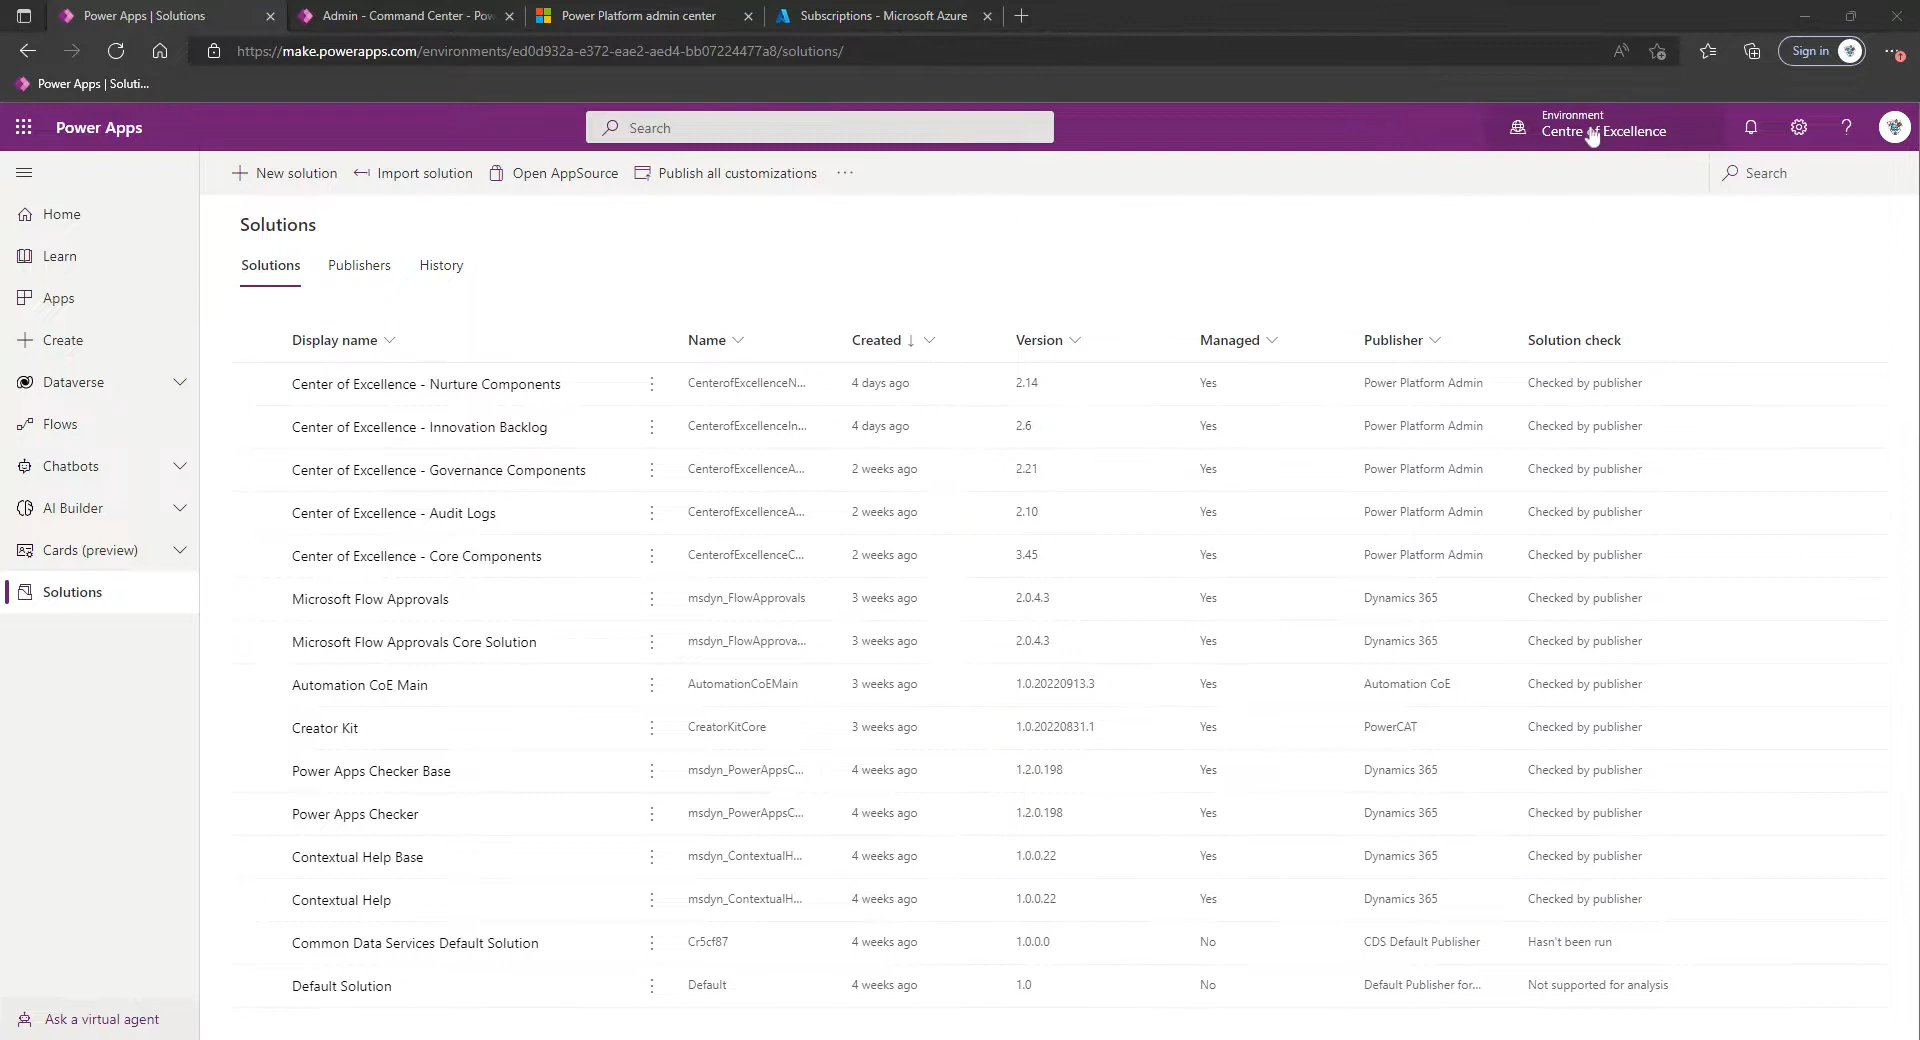 Power Apps | Solutions
Admin - Command Center - Pow
Power Platform admin center
Subscriptions - Microsoft Azure
https://make.powerapps.com/environments/ed0d932a-e372-eae2-aed4-bb07224477a8/solutions/
Sign in
Power Apps | Soluti...
Power Apps
Search
Environment
Centre of Excellence
New solution
Import solution
Open AppSource
Publish all customizations
Search
Home
Learn
Apps
Create
Dataverse
Flows
Chatbots
AI Builder
Cards (preview)
Solutions
Ask a virtual agent
Solutions
Solutions Publishers History
Display name Name Created Version Managed Publisher Solution check
Center of Excellence - Nurture Components CenterofExcellenceN... 4 days ago 2.14 Yes Power Platform Admin Checked by publisher
Center of Excellence - Innovation Backlog CenterofExcellenceIn... 4 days ago 2.6 Yes Power Platform Admin Checked by publisher
Center of Excellence - Governance Components CenterofExcellenceA... 2 weeks ago 2.21 Yes Power Platform Admin Checked by publisher
Center of Excellence - Audit Logs CenterofExcellenceA... 2 weeks ago 2.10 Yes Power Platform Admin Checked by publisher
Center of Excellence - Core Components CenterofExcellenceC... 2 weeks ago 3.45 Yes Power Platform Admin Checked by publisher
Microsoft Flow Approvals msdyn_FlowApprovals 3 weeks ago 2.0.4.3 Yes Dynamics 365 Checked by publisher
Microsoft Flow Approvals Core Solution msdyn_FlowApprova... 3 weeks ago 2.0.4.3 Yes Dynamics 365 Checked by publisher
Automation CoE Main AutomationCoEMain 3 weeks ago 1.0.20220913.3 Yes Automation CoE Checked by publisher
Creator Kit CreatorKitCore 3 weeks ago 1.0.20220831.1 Yes PowerCAT Checked by publisher
Power Apps Checker Base msdyn_PowerAppsC... 4 weeks ago 1.2.0.198 Yes Dynamics 365 Checked by publisher
Power Apps Checker msdyn_PowerAppsC... 4 weeks ago 1.2.0.198 Yes Dynamics 365 Checked by publisher
Contextual Help Base msdyn_ContextualH... 4 weeks ago 1.0.0.22 Yes Dynamics 365 Checked by publisher
Contextual Help msdyn_ContextualH... 4 weeks ago 1.0.0.22 Yes Dynamics 365 Checked by publisher
Common Data Services Default Solution Cr5cf87 4 weeks ago 1.0.0.0 No CDS Default Publisher Hasn't been run
Default Solution Default 4 weeks ago 1.0 No Default Publisher for... Not supported for analysis